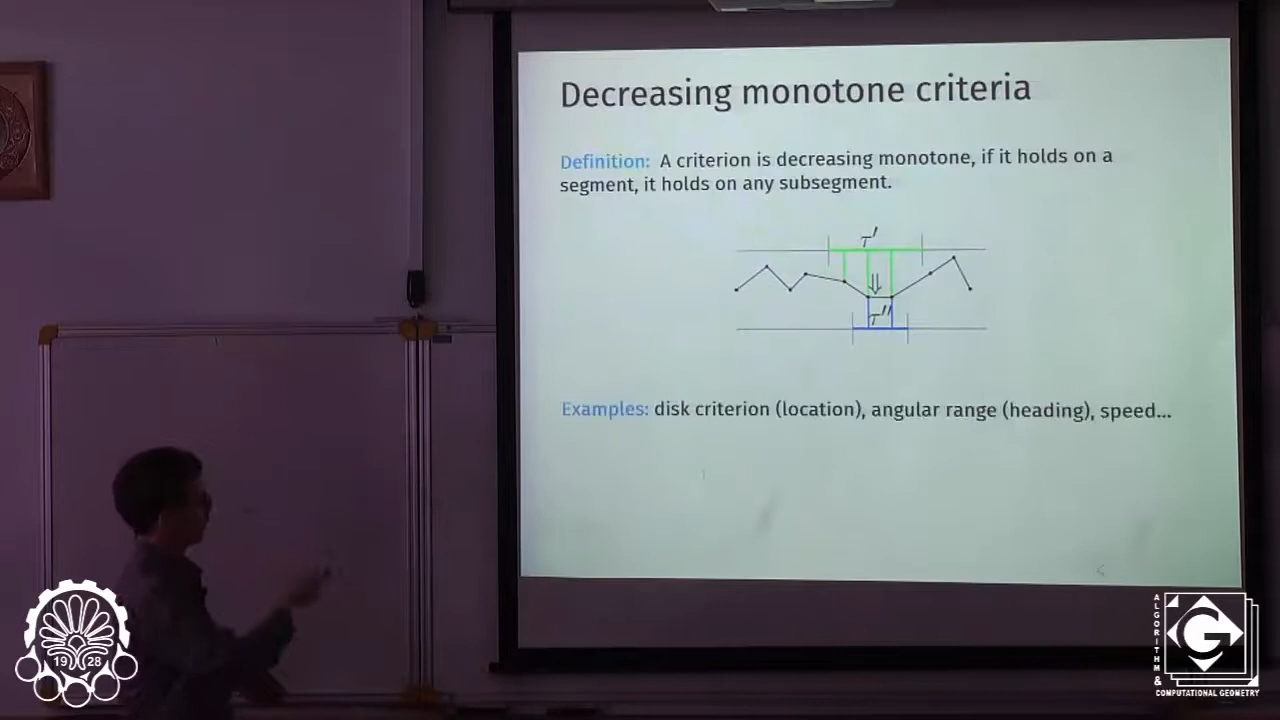 Decreasing monotone criteria
Definition: A criterion is decreasing monotone, if it holds on a
segment, it holds on any subsegment.
τ′
⇓
τ″
Examples: disk criterion (location), angular range (heading), speed...
19 28
ALGORITHM &
G
COMPUTATIONAL GEOMETRY